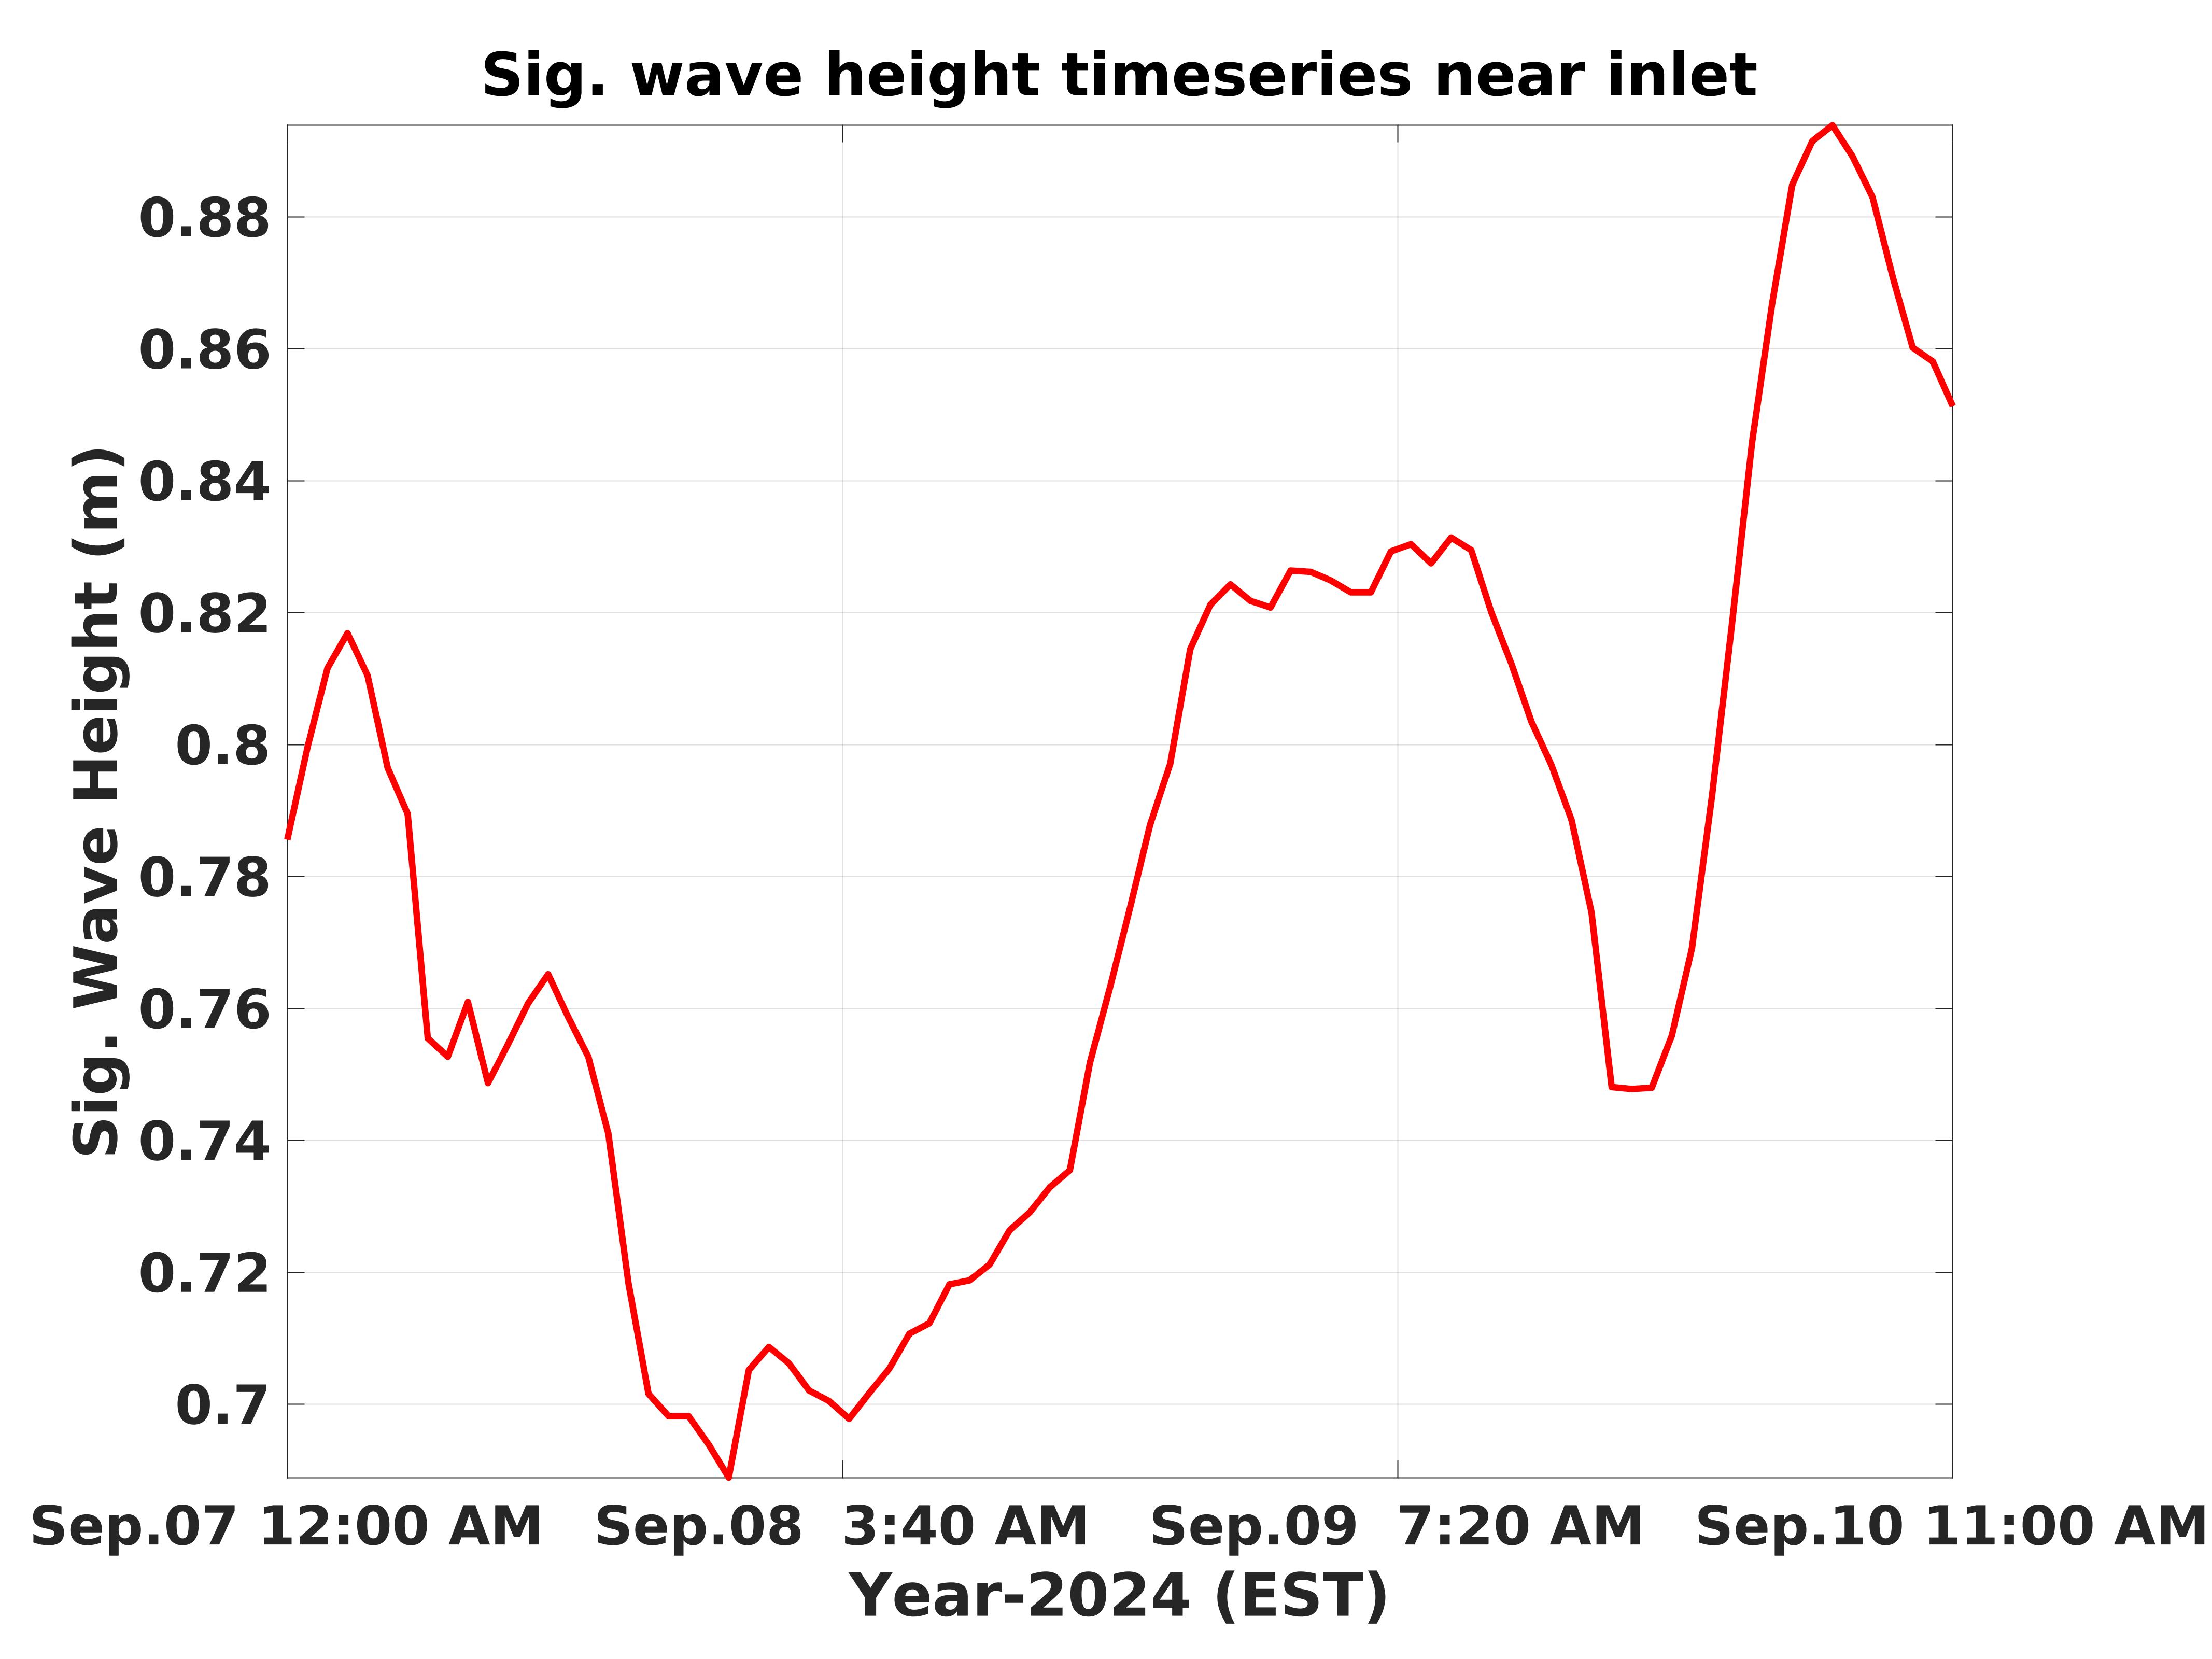 Sig. wave height timeseries near inlet
Sig. Wave Height (m)
0.88
0.86
0.84
0.82
0.8
0.78
0.76
0.74
0.72
0.7
Sep.07 12:00 AM
Sep.08 3:40 AM
Sep.09 7:20 AM
Sep.10 11:00 AM
Year-2024 (EST)